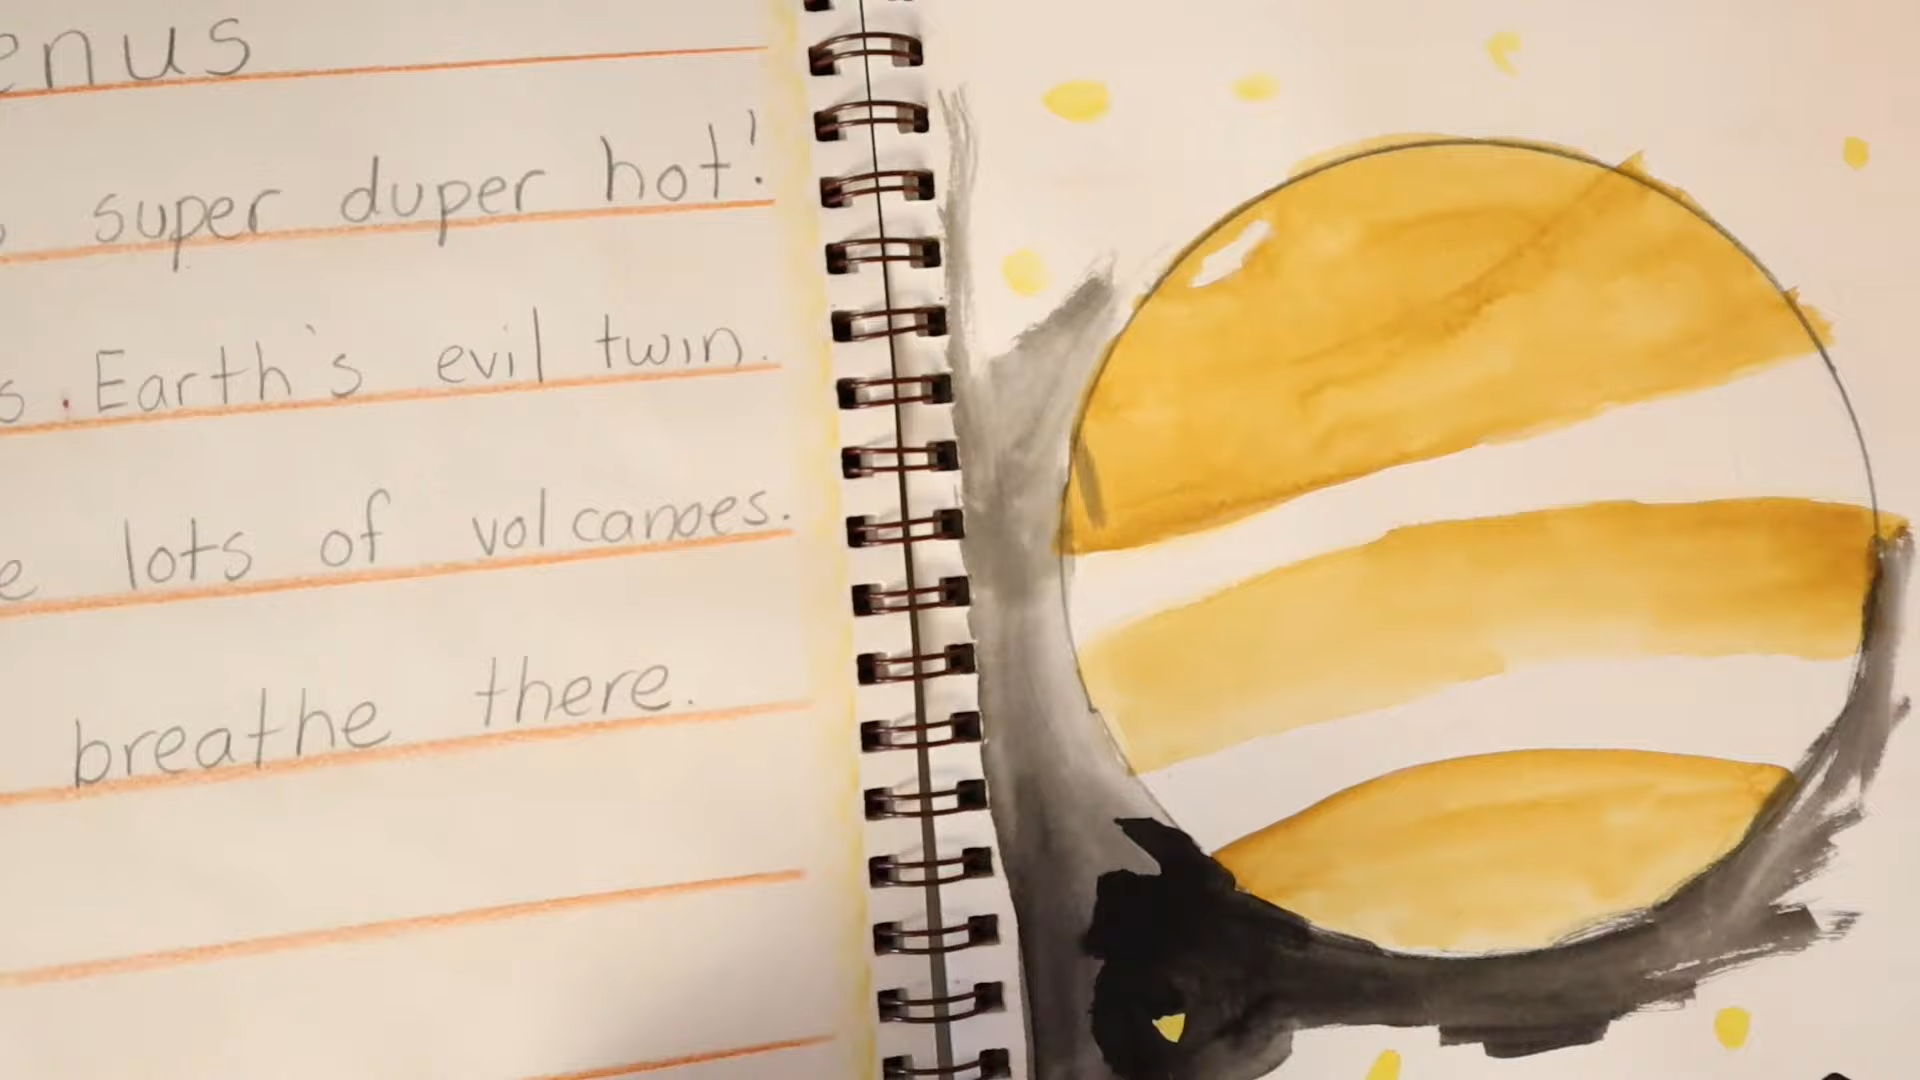 enus
super duper hot!
s. Earth's evil twin.
e lots of volcanoes.
breathe there.